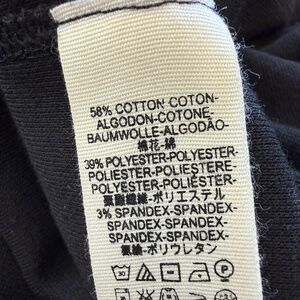 58% COTTON COTON-
ALGODON-COTONE-
BAUMWOLLE-ALGODÃO-
棉花-綿
39% POLYESTER-POLYESTER-
POLIESTER-POLIESTERE-
POLYESTER-POLIÉSTER-
聚酯纖維-ポリエステル
3% SPANDEX-SPANDEX-
SPANDEX-SPANDEX-
SPANDEX-SPANDEX-
ポリウレタン
30
P